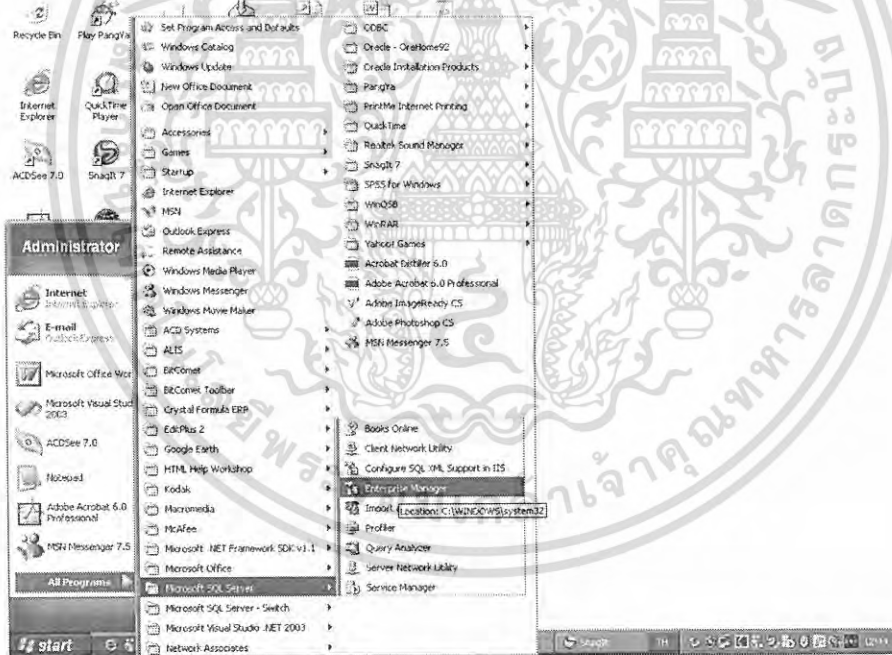 Recycle Bin
Play PangYa
Internet Explorer
QuickTime Player
ACDSee 7.0
SnagIt 7
Administrator
Internet
Internet Explorer
E-mail
Outlook Express
Microsoft Office Wor
Microsoft Visual Stud
2003
ACDSee 7.0
Notepad
Adobe Acrobat 6.0
Professional
MSN Messenger 7.5
All Programs
start
Set Program Access and Defaults
Windows Catalog
Windows Update
New Office Document
Open Office Document
Accessories
Games
Startup
Internet Explorer
MSN
Outlook Express
Remote Assistance
Windows Media Player
Windows Messenger
Windows Movie Maker
ACD Systems
ALIS
BitComet
BitComet Toolbar
Crystal Formula ERP
EditPlus 2
Google Earth
HTML Help Workshop
Kodak
Macromedia
McAfee
Microsoft .NET Framework SDK v1.1
Microsoft Office
Microsoft SQL Server
Microsoft SQL Server - Switch
Microsoft Visual Studio .NET 2003
Network Associates
ODBC
Oracle - OraHome92
Oracle Installation Products
PangYa
PrintMe Internet Printing
QuickTime
Realtek Sound Manager
SnagIt 7
SPSS for Windows
WinQSB
WinRAR
Yahoo! Games
Acrobat Distiller 6.0
Adobe Acrobat 6.0 Professional
Adobe ImageReady CS
Adobe Photoshop CS
MSN Messenger 7.5
Books Online
Client Network Utility
Configure SQL XML Support in IIS
Enterprise Manager
Import
Location: C:\WINDOWS\system32
Profiler
Query Analyzer
Server Network Utility
Service Manager
SnagIt
TH